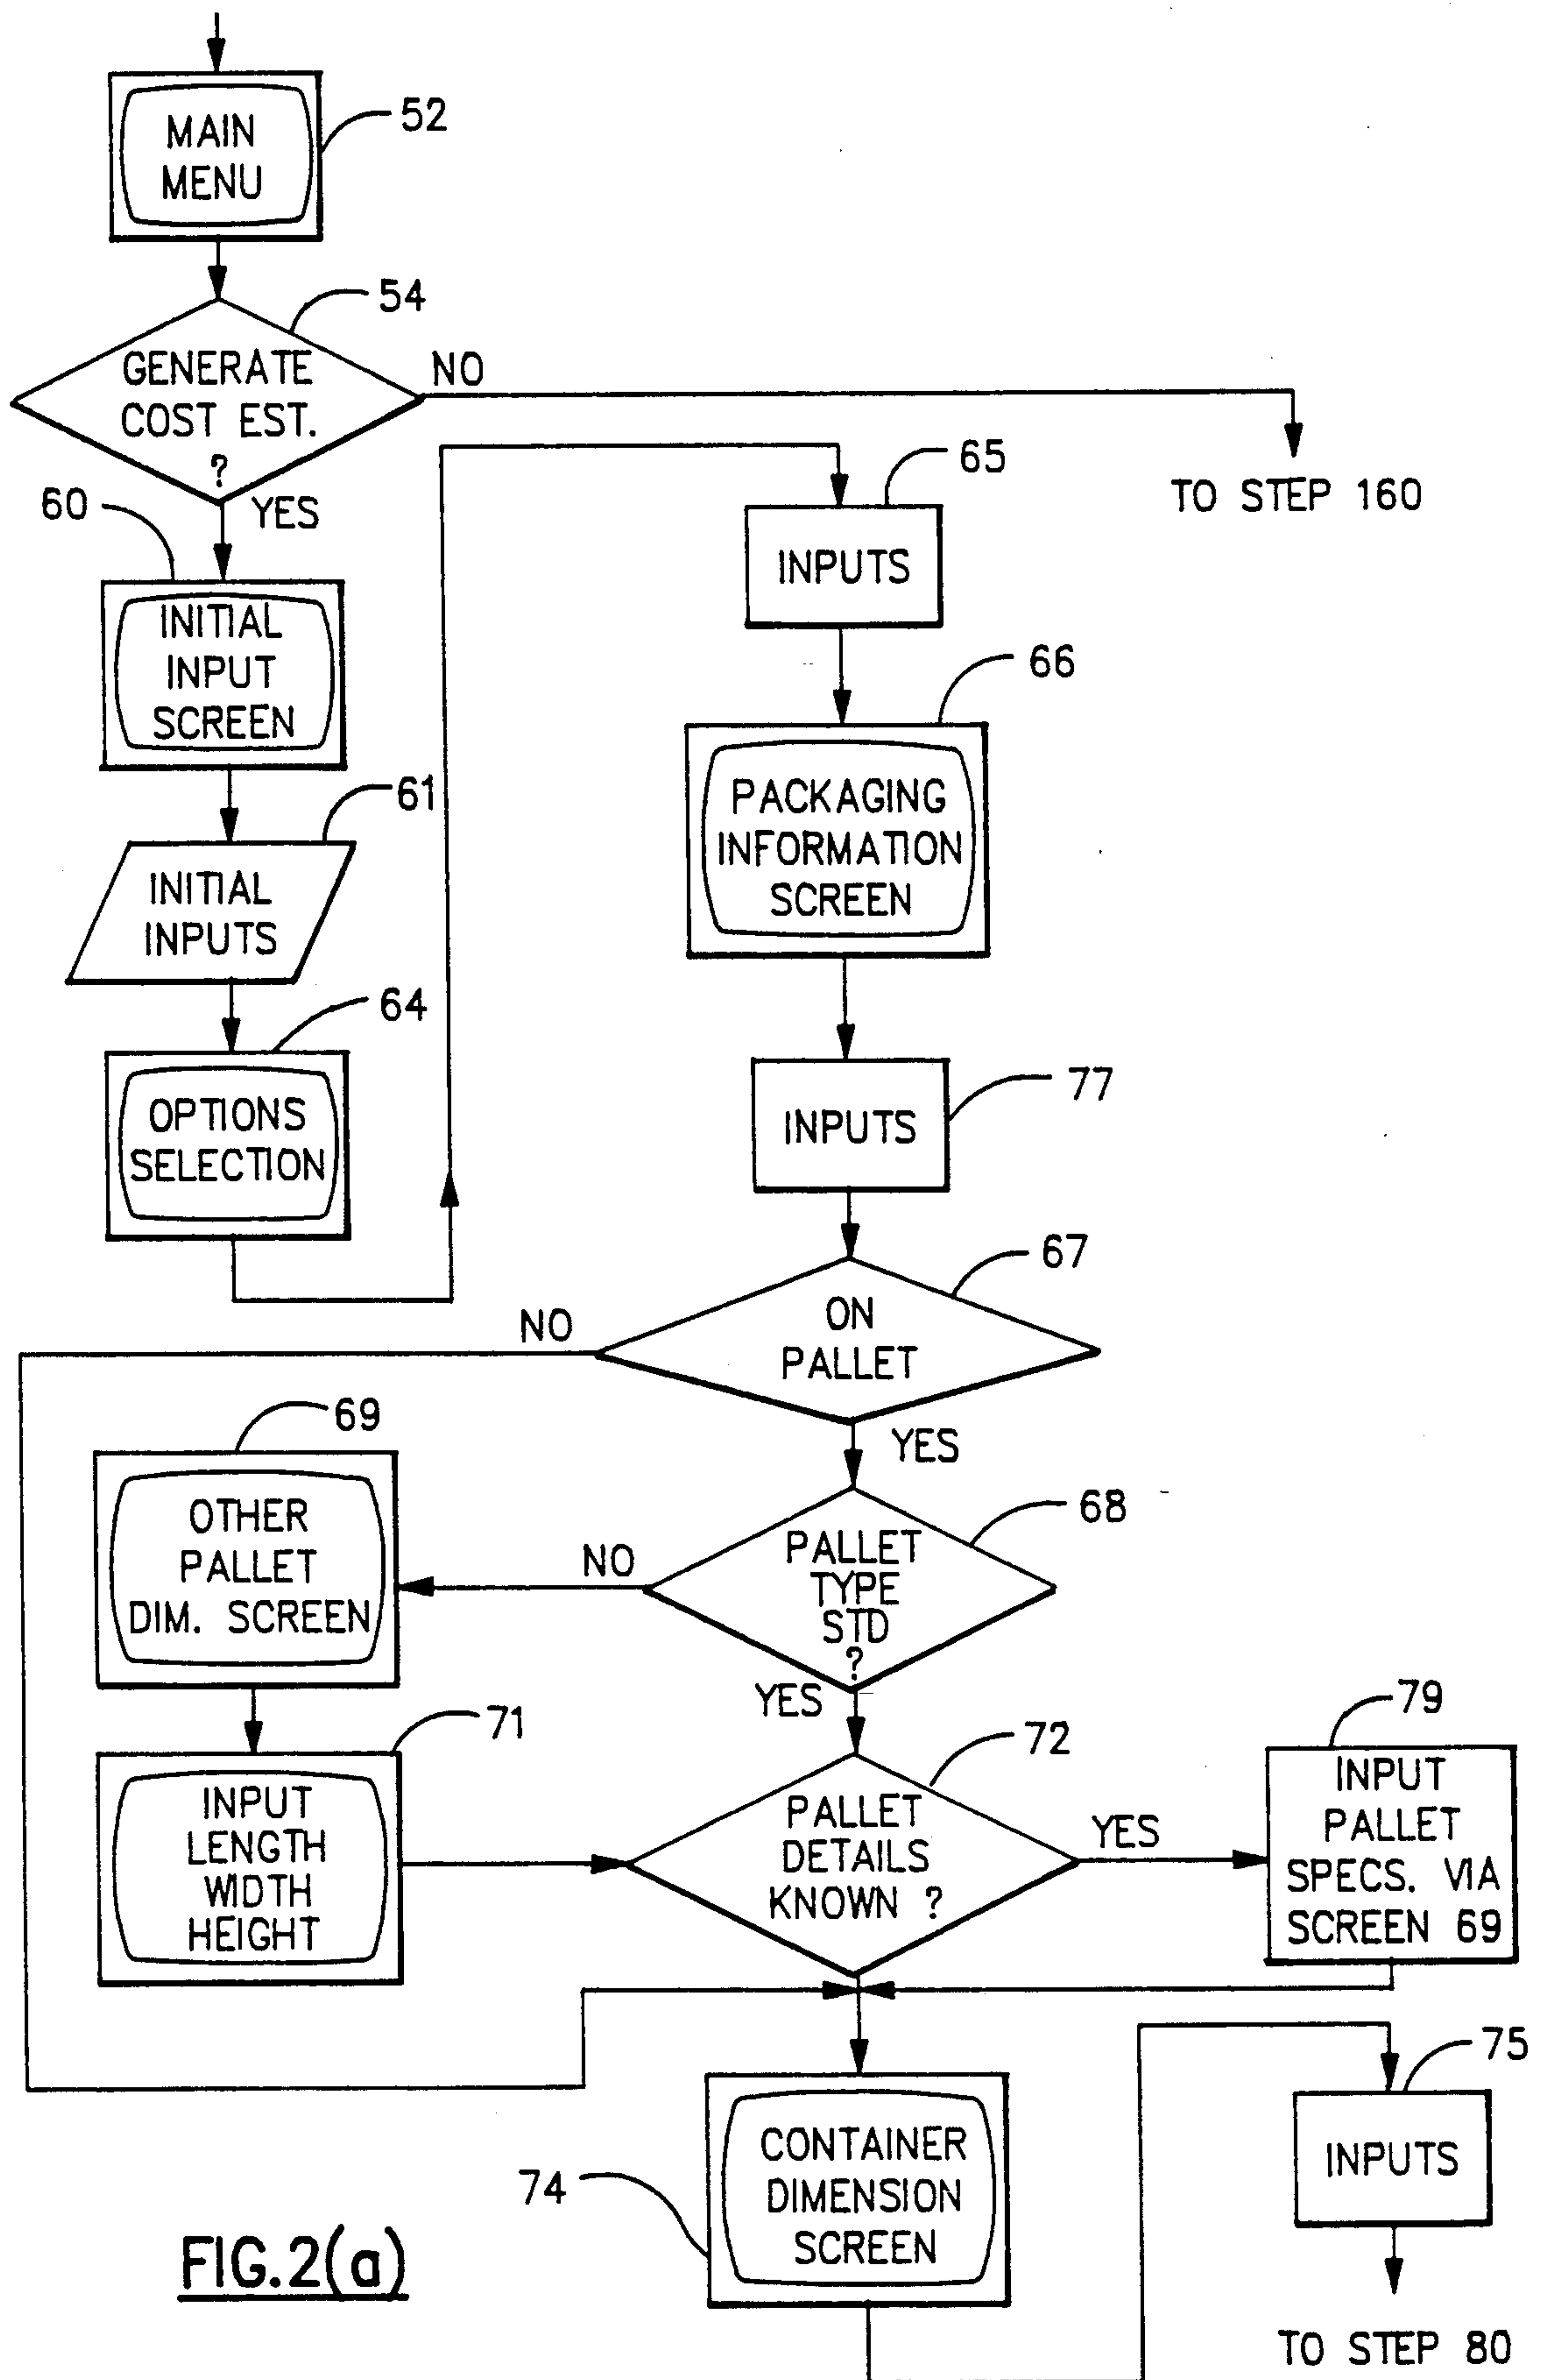 MAIN
MENU
52
54
GENERATE
COST EST.
?
NO
TO STEP 160
YES
60
INITIAL
INPUT
SCREEN
61
INITIAL
INPUTS
64
OPTIONS
SELECTION
65
INPUTS
66
PACKAGING
INFORMATION
SCREEN
77
INPUTS
67
ON
PALLET
NO
YES
68
PALLET
TYPE
STD
?
NO
YES
69
OTHER
PALLET
DIM. SCREEN
71
INPUT
LENGTH
WIDTH
HEIGHT
72
PALLET
DETAILS
KNOWN ?
YES
79
INPUT
PALLET
SPECS. VIA
SCREEN 69
74
CONTAINER
DIMENSION
SCREEN
75
INPUTS
TO STEP 80
FIG.2(a)